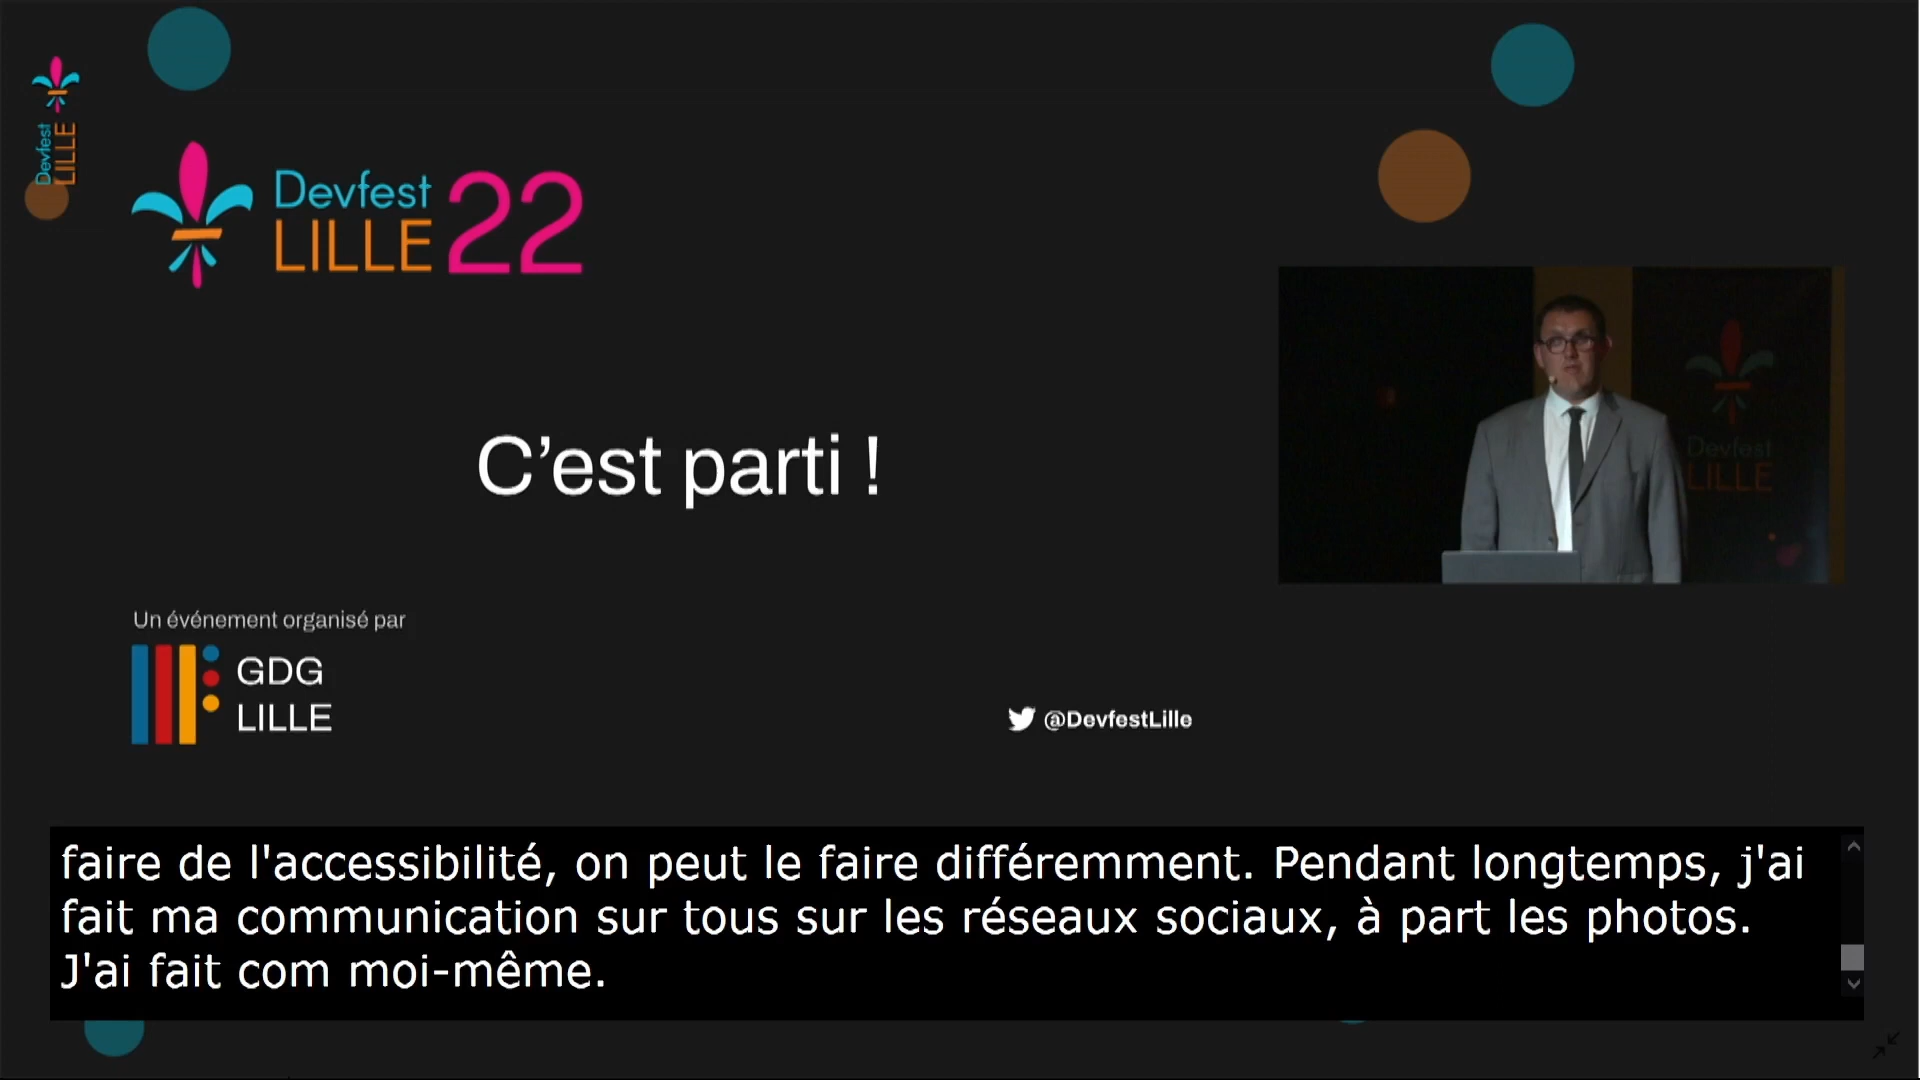 Devfest
LILLE
Devfest
LILLE 22
C’est parti !
Devfest
LILLE
Un événement organisé par
GDG
LILLE
@DevfestLille
faire de l'accessibilité, on peut le faire différemment. Pendant longtemps, j'ai
fait ma communication sur tous sur les réseaux sociaux, à part les photos.
J'ai fait com moi-même.